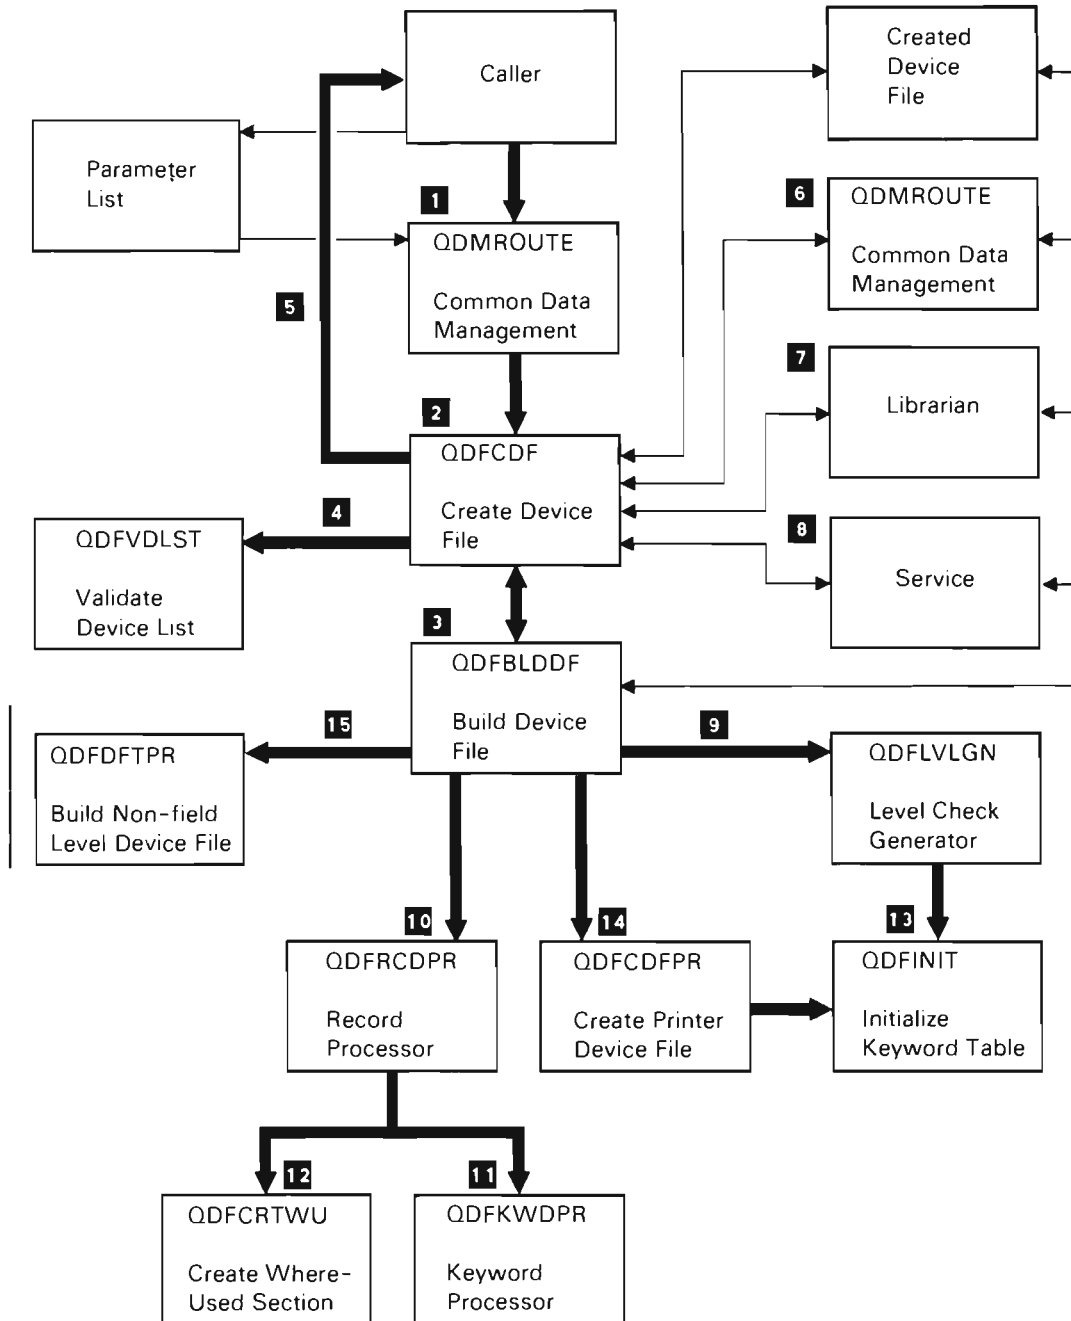 Caller
Created
Device
File
Parameter
List
1
QDMROUTE
Common Data
Management
6
QDMROUTE
Common Data
Management
5
7
Librarian
2
QDFCDF
Create Device
File
4
QDFVDLST
Validate
Device List
8
Service
3
QDFBLDDF
Build Device
File
15
QDFDFTPR
Build Non-field
Level Device File
9
QDFLVLGN
Level Check
Generator
10
QDFRCDPR
Record
Processor
14
QDFCDFPR
Create Printer
Device File
13
QDFINIT
Initialize
Keyword Table
12
QDFCRTWU
Create Where-
Used Section
11
QDFKWDPR
Keyword
Processor